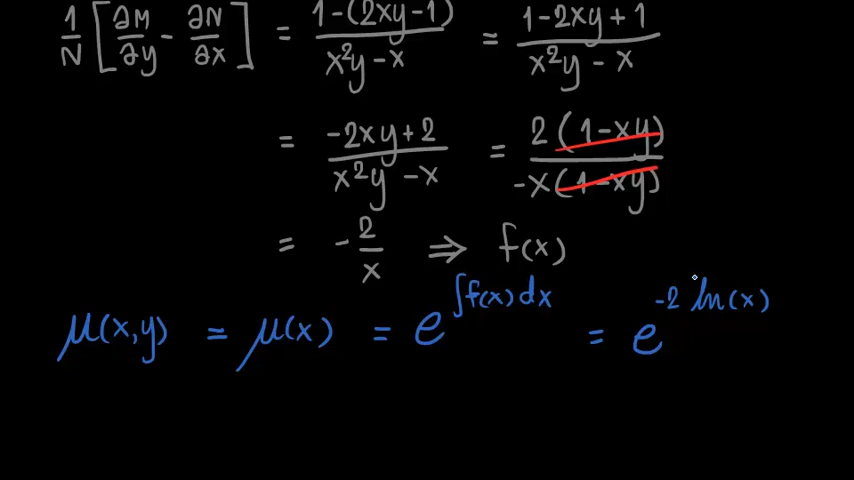 1/N [∂M/∂y - ∂N/∂x] = (1-(2xy-1))/(x²y-x) = (1-2xy+1)/(x²y-x)
= (-2xy+2)/(x²y-x) = 2(1-xy)/(-x(1-xy))
= -2/x ⇒ f(x)
μ(x,y) = μ(x) = e^(∫f(x)dx) = e^(-2 ln(x))